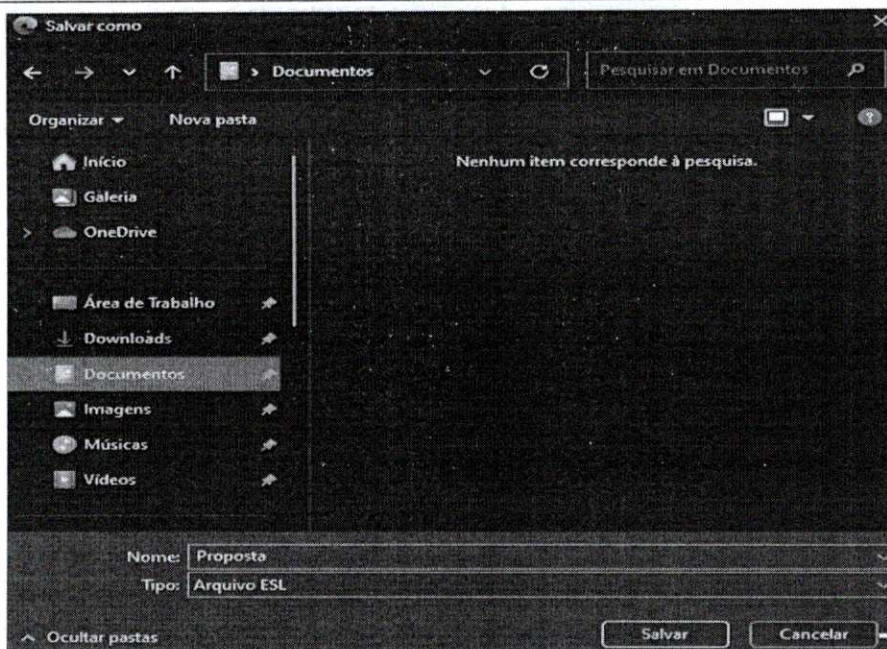 Salvar como
Documentos
Pesquisar em Documentos
Organizar Nova pasta
Início
Nenhum item corresponde à pesquisa.
Galeria
OneDrive
Área de Trabalho
Downloads
Documentos
Imagens
Músicas
Vídeos
Nome: Proposta
Tipo: Arquivo ESL
Ocultar pastas
Salvar Cancelar